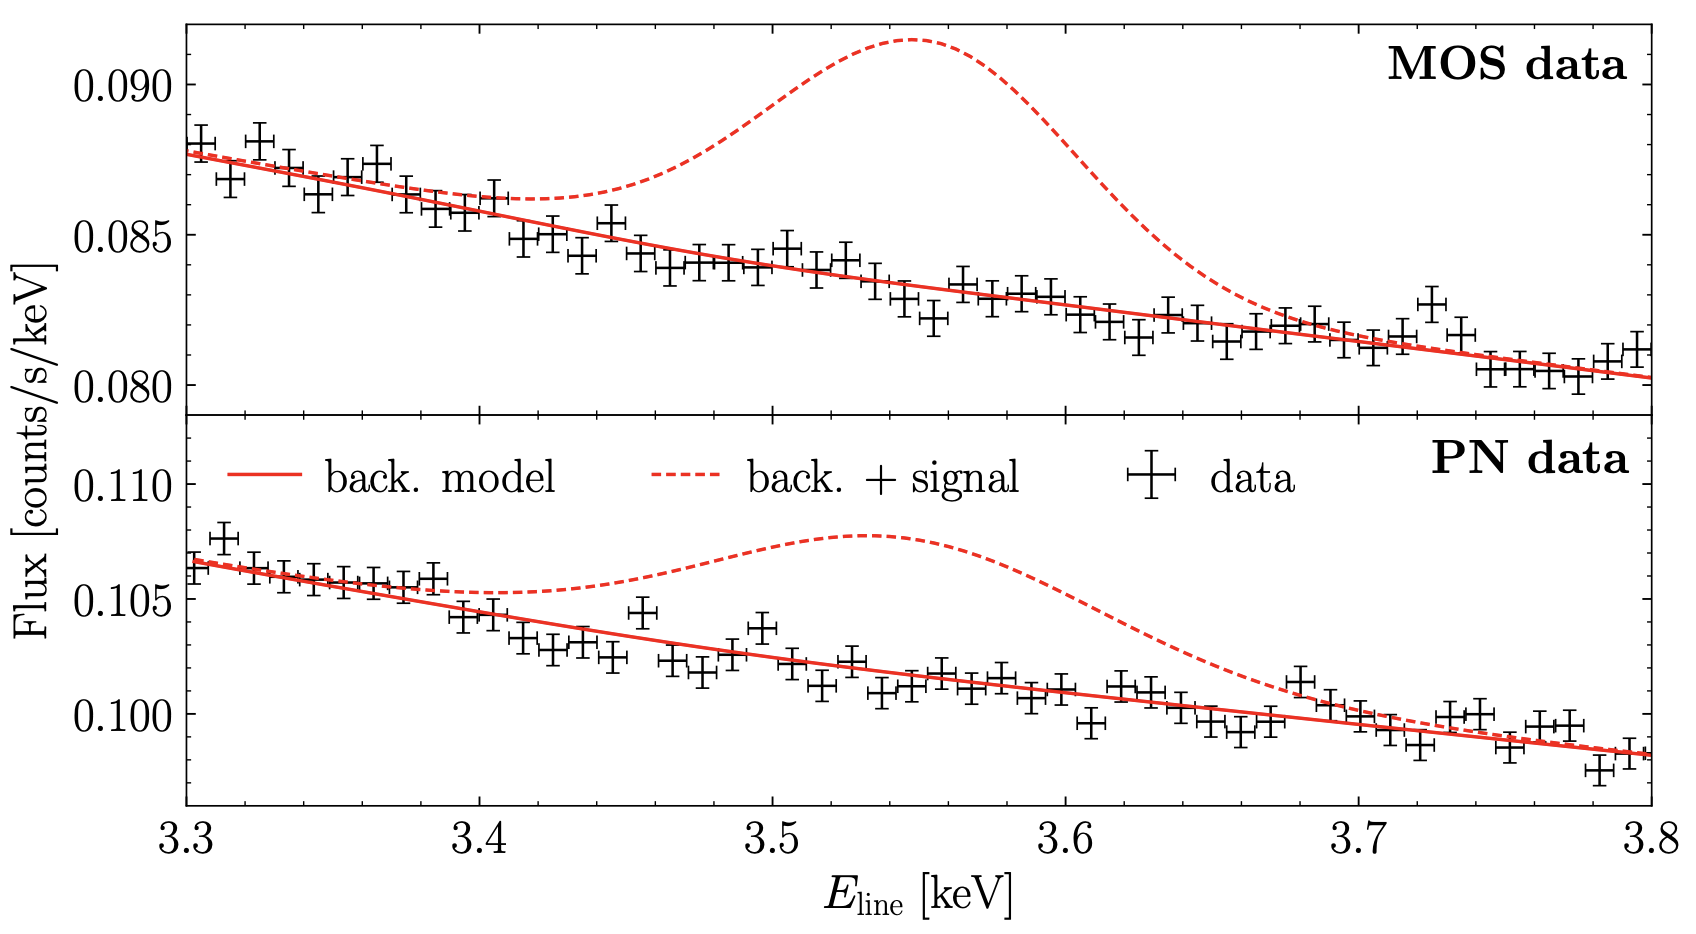 MOS data
0.090
0.085
0.080
Flux [counts/s/keV]
PN data
back. model
back. + signal
data
0.110
0.105
0.100
3.3 3.4 3.5 3.6 3.7 3.8
E_line [keV]